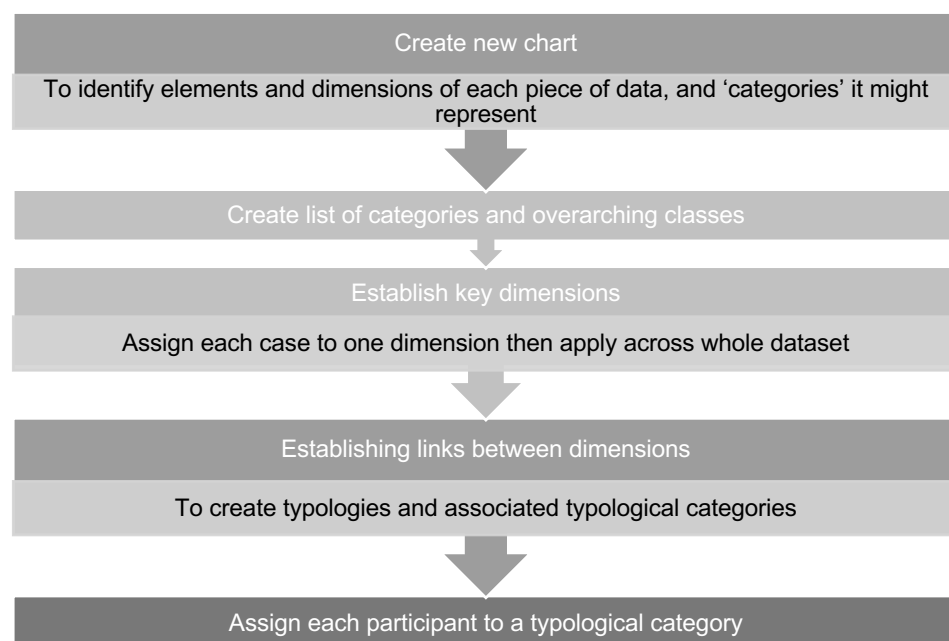 Create new chart
To identify elements and dimensions of each piece of data, and ‘categories’ it might
represent
Create list of categories and overarching classes
Establish key dimensions
Assign each case to one dimension then apply across whole dataset
Establishing links between dimensions
To create typologies and associated typological categories
Assign each participant to a typological category